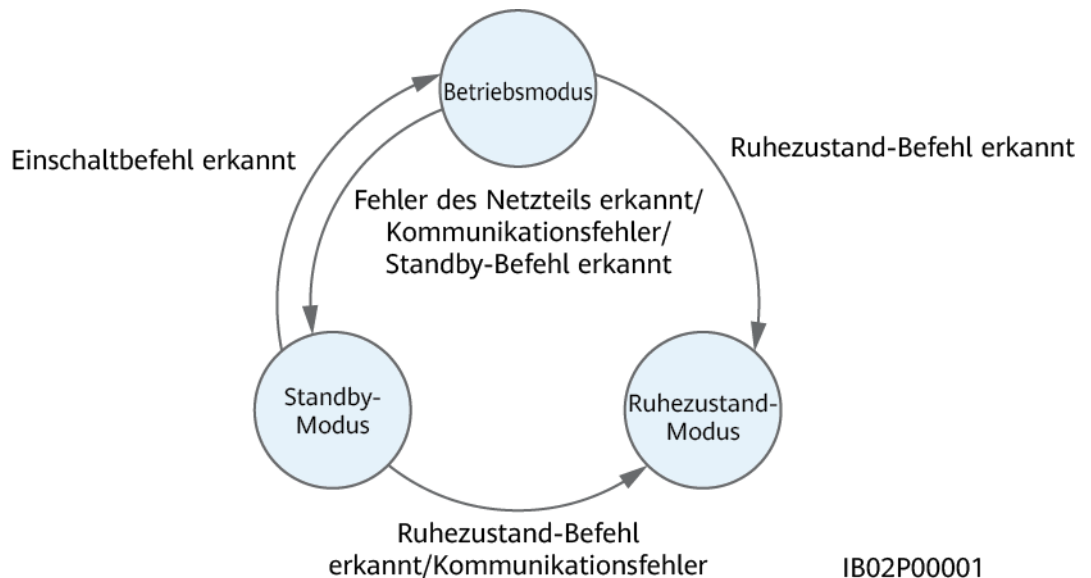 Betriebsmodus
Einschaltbefehl erkannt
Ruhezustand-Befehl erkannt
Fehler des Netzteils erkannt/
Kommunikationsfehler/
Standby-Befehl erkannt
Standby-
Modus
Ruhezustand-
Modus
Ruhezustand-Befehl
erkannt/Kommunikationsfehler
IB02P00001